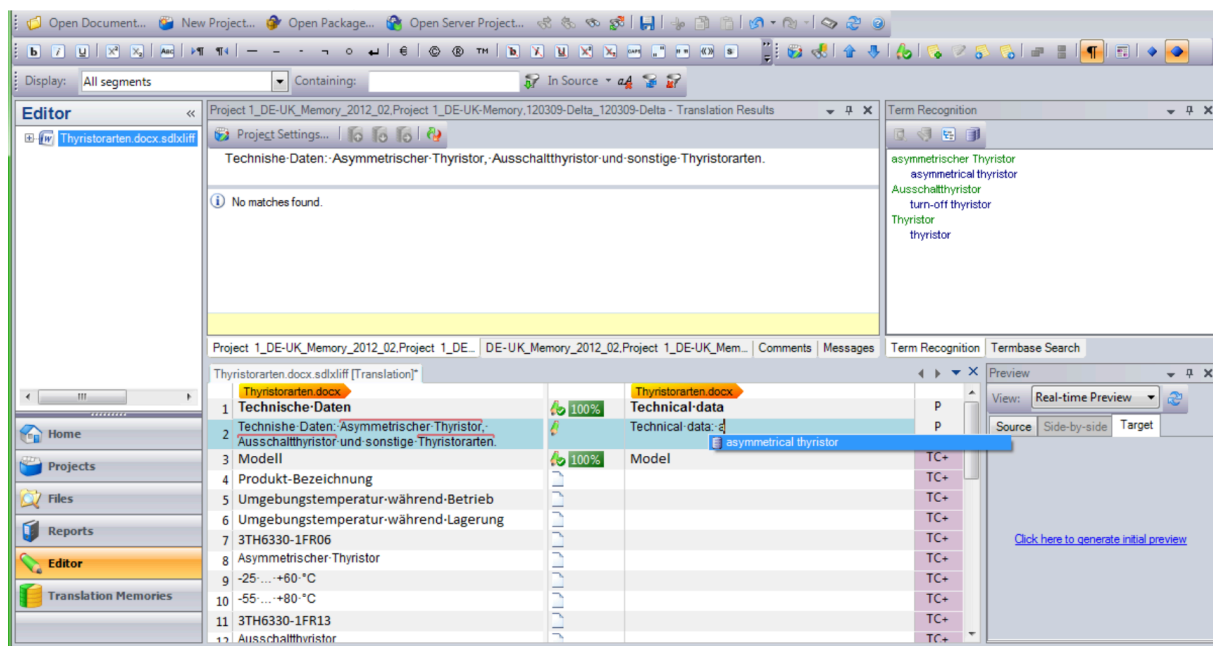 Open Document... New Project... Open Package... Open Server Project...
B I U X² X₂ ABC ▸¶ ¶◂ — – - ¬ ○ ↵ € © ® TM
Display: All segments Containing: In Source
Editor «
Thyristorarten.docx.sdlxliff
Project 1_DE-UK_Memory_2012_02,Project 1_DE-UK-Memory,120309-Delta_120309-Delta - Translation Results
Project Settings...
Technishe·Daten:·Asymmetrischer·Thyristor,·Ausschaltthyristor·und·sonstige·Thyristorarten.
No matches found.
Project 1_DE-UK_Memory_2012_02,Project 1_DE... DE-UK_Memory_2012_02,Project 1_DE-UK_Mem... Comments Messages
Term Recognition
asymmetrischer Thyristor
asymmetrical thyristor
Ausschaltthyristor
turn-off thyristor
Thyristor
thyristor
Term Recognition Termbase Search
Thyristorarten.docx.sdlxliff [Translation]*
Thyristorarten.docx Thyristorarten.docx
1 Technische·Daten 100% Technical·data P
2 Technishe·Daten:·Asymmetrischer·Thyristor,· Technical·data:·a P
Ausschaltthyristor·und·sonstige·Thyristorarten.
asymmetrical thyristor
3 Modell 100% Model TC+
4 Produkt-Bezeichnung TC+
5 Umgebungstemperatur·während·Betrieb TC+
6 Umgebungstemperatur·während·Lagerung TC+
7 3TH6330-1FR06 TC+
8 Asymmetrischer·Thyristor TC+
9 -25·…·+60·°C TC+
10 -55·…·+80·°C TC+
11 3TH6330-1FR13 TC+
12 Ausschaltthyristor TC+
Preview
View: Real-time Preview
Source Side-by-side Target
Click here to generate initial preview
Home
Projects
Files
Reports
Editor
Translation Memories